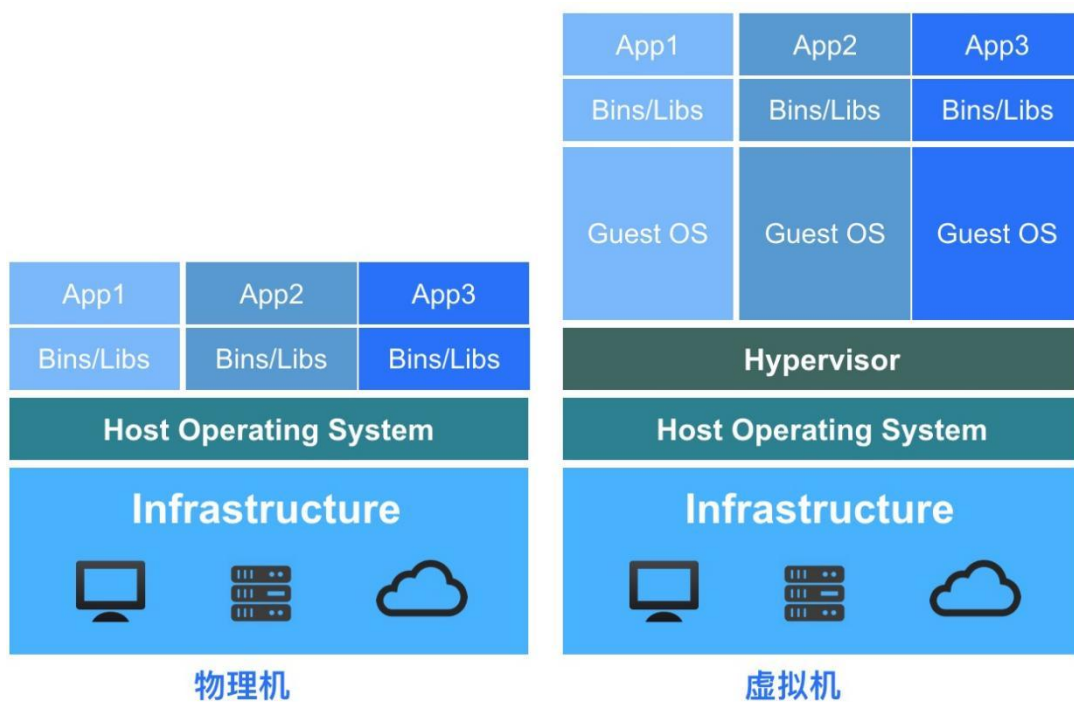 App1 App2 App3
Bins/Libs Bins/Libs Bins/Libs
Host Operating System
Infrastructure
物理机
App1 App2 App3
Bins/Libs Bins/Libs Bins/Libs
Guest OS Guest OS Guest OS
Hypervisor
Host Operating System
Infrastructure
虚拟机